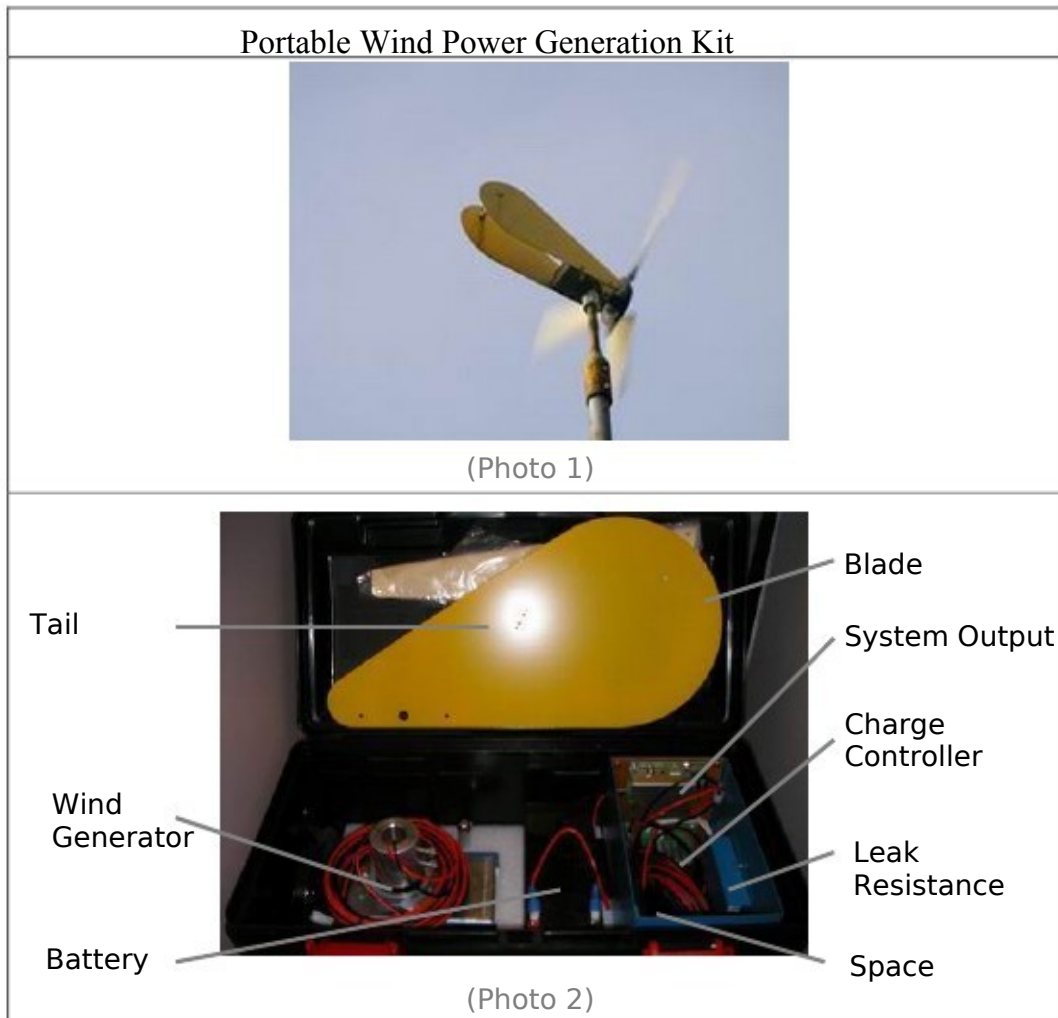 Portable Wind Power Generation Kit
(Photo 1)
Blade
Tail
System Output
Charge
Controller
Wind
Generator
Leak
Resistance
Battery
Space
(Photo 2)